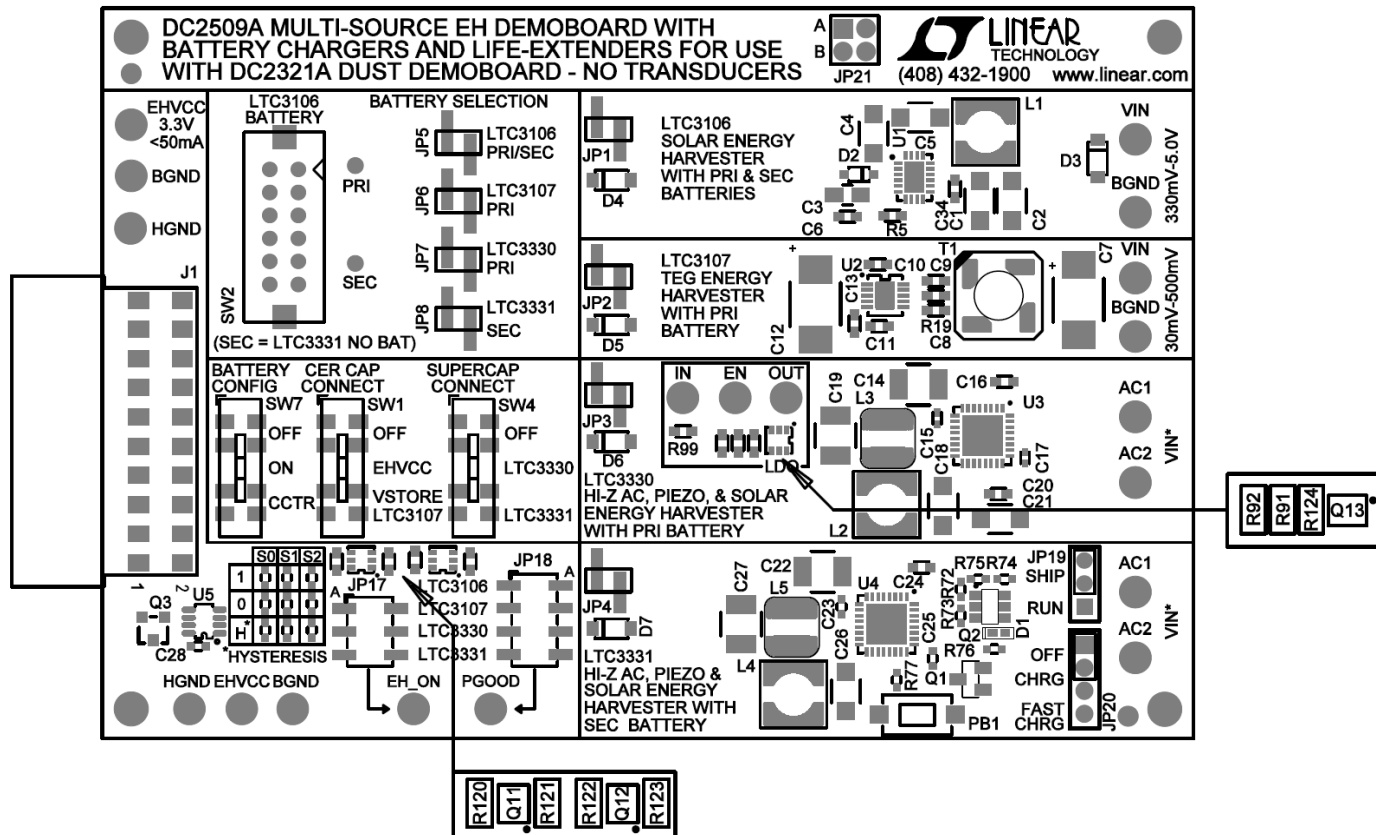 DC2509A MULTI-SOURCE EH DEMOBOARD WITH
BATTERY CHARGERS AND LIFE-EXTENDERS FOR USE
WITH DC2321A DUST DEMOBOARD - NO TRANSDUCERS
A
B
JP21
LINEAR
TECHNOLOGY
(408) 432-1900 www.linear.com
EHVCC
3.3V
<50mA
BGND
HGND
J1
LTC3106
BATTERY
PRI
SEC
SW2
(SEC = LTC3331 NO BAT)
BATTERY SELECTION
JP5
LTC3106
PRI/SEC
JP6
LTC3107
PRI
JP7
LTC3330
PRI
JP8
LTC3331
SEC
JP1
D4
LTC3106
SOLAR ENERGY
HARVESTER
WITH PRI & SEC
BATTERIES
C4
U1
C5
L1
D2
C3
C6
R5
C34
C1
C2
D3
VIN
BGND
330mV-5.0V
JP2
D5
LTC3107
TEG ENERGY
HARVESTER
WITH PRI
BATTERY
+
C12
U2
C10
C9
C13
C11
R19
C8
T1
+
C7
VIN
BGND
30mV-500mV
BATTERY
CONFIG
SW7
OFF
ON
CCTR
CER CAP
CONNECT
SW1
OFF
EHVCC
VSTORE
LTC3107
SUPERCAP
CONNECT
SW4
OFF
LTC3330
LTC3331
JP3
D6
IN EN OUT
R99
LDO
LTC3330
HI-Z AC, PIEZO, & SOLAR
ENERGY HARVESTER
WITH PRI BATTERY
C19
C14
L3
C15
C18
L2
C16
U3
C17
C20
C21
AC1
AC2
VIN*
R92
R91
R124
Q13
1
2
Q3
U5
C28
*
S0 S1 S2
1
0
H*
HYSTERESIS
JP17
A
JP18
A
LTC3106
LTC3107
LTC3330
LTC3331
HGND EHVCC BGND
EH_ON
PGOOD
JP4
D7
LTC3331
HI-Z AC, PIEZO &
SOLAR ENERGY
HARVESTER WITH
SEC BATTERY
C27
C22
L5
C23
C26
L4
U4
C24
C25
R77
R75
R74
R72
R73
Q2
D1
R76
Q1
PB1
JP19
SHIP
RUN
OFF
CHRG
FAST
CHRG
JP20
AC1
AC2
VIN*
R120
Q11
R121
R122
Q12
R123